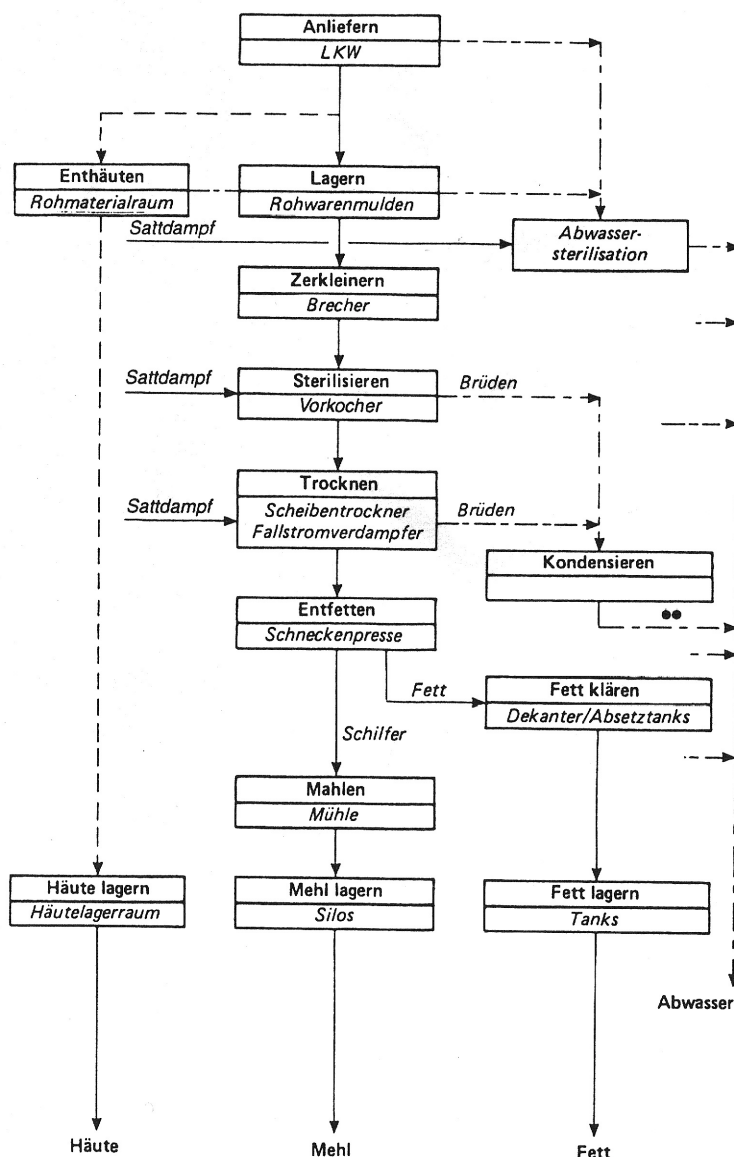 Anliefern
LKW
Enthäuten
Rohmaterialraum
Lagern
Rohwarenmulden
Sattdampf
Abwasser-
sterilisation
Zerkleinern
Brecher
Sattdampf
Sterilisieren
Vorkocher
Brüden
Sattdampf
Trocknen
Scheibentrockner
Fallstromverdampfer
Brüden
Kondensieren
Entfetten
Schneckenpresse
Fett
Fett klären
Dekanter/Absetztanks
Schilfer
Mahlen
Mühle
Häute lagern
Häutelagerraum
Mehl lagern
Silos
Fett lagern
Tanks
Abwasser
Häute
Mehl
Fett